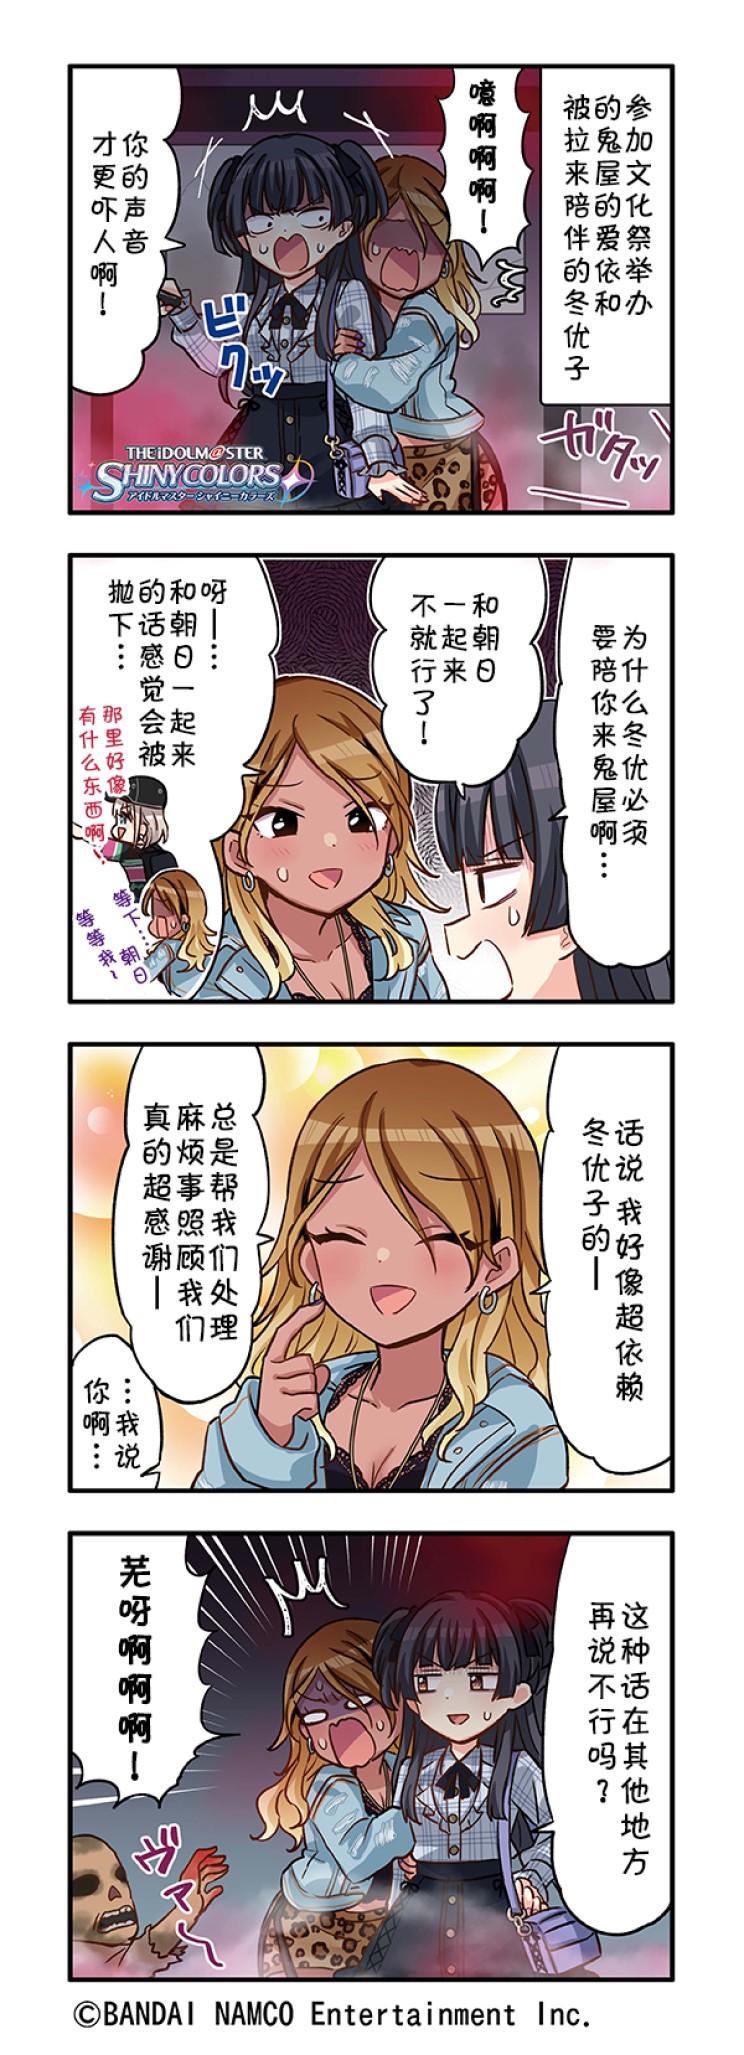 参加文化祭举办
的鬼屋的爱依和
被拉来陪伴的冬优子
噫啊啊啊！
你的声音
才更吓人啊！
ビクッ
ガタッ
THE iDOLM@STER
SHINY COLORS
アイドルマスター シャイニーカラーズ
为什么冬优必须
要陪你来鬼屋啊…
和朝日
一起来
不就行了！
呀—…
和朝日一起来
的话感觉会被
抛下…
那里好像
有什么东西啊！
等下…朝日
等等我~
话说 我好像超依赖
冬优子的—
总是帮我们处理
麻烦事照顾我们
真的超感谢—
…我说
你啊…
这种话在其他地方
再说不行吗？
芜呀啊啊啊！
ヴァ～
©BANDAI NAMCO Entertainment Inc.